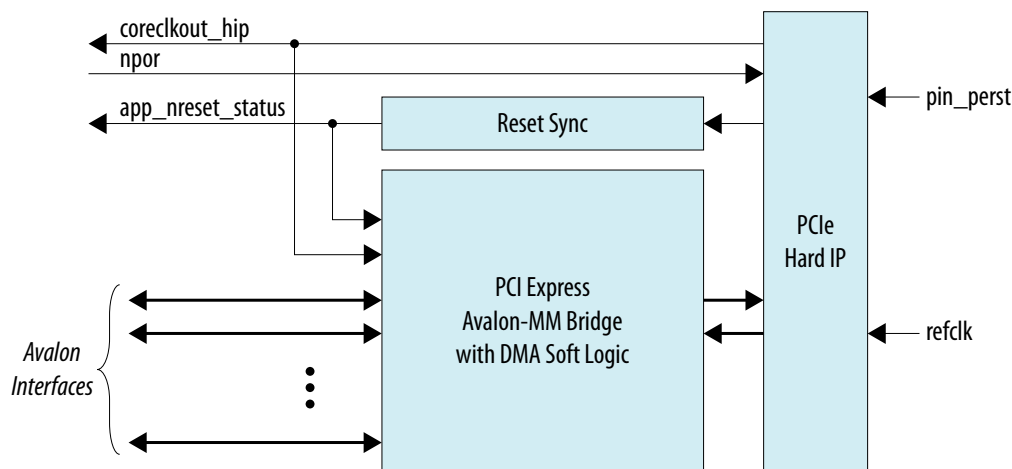 coreclkout_hip
npor
app_nreset_status
Reset Sync
pin_perst
PCIe
Hard IP
PCI Express
Avalon-MM Bridge
with DMA Soft Logic
refclk
Avalon
Interfaces